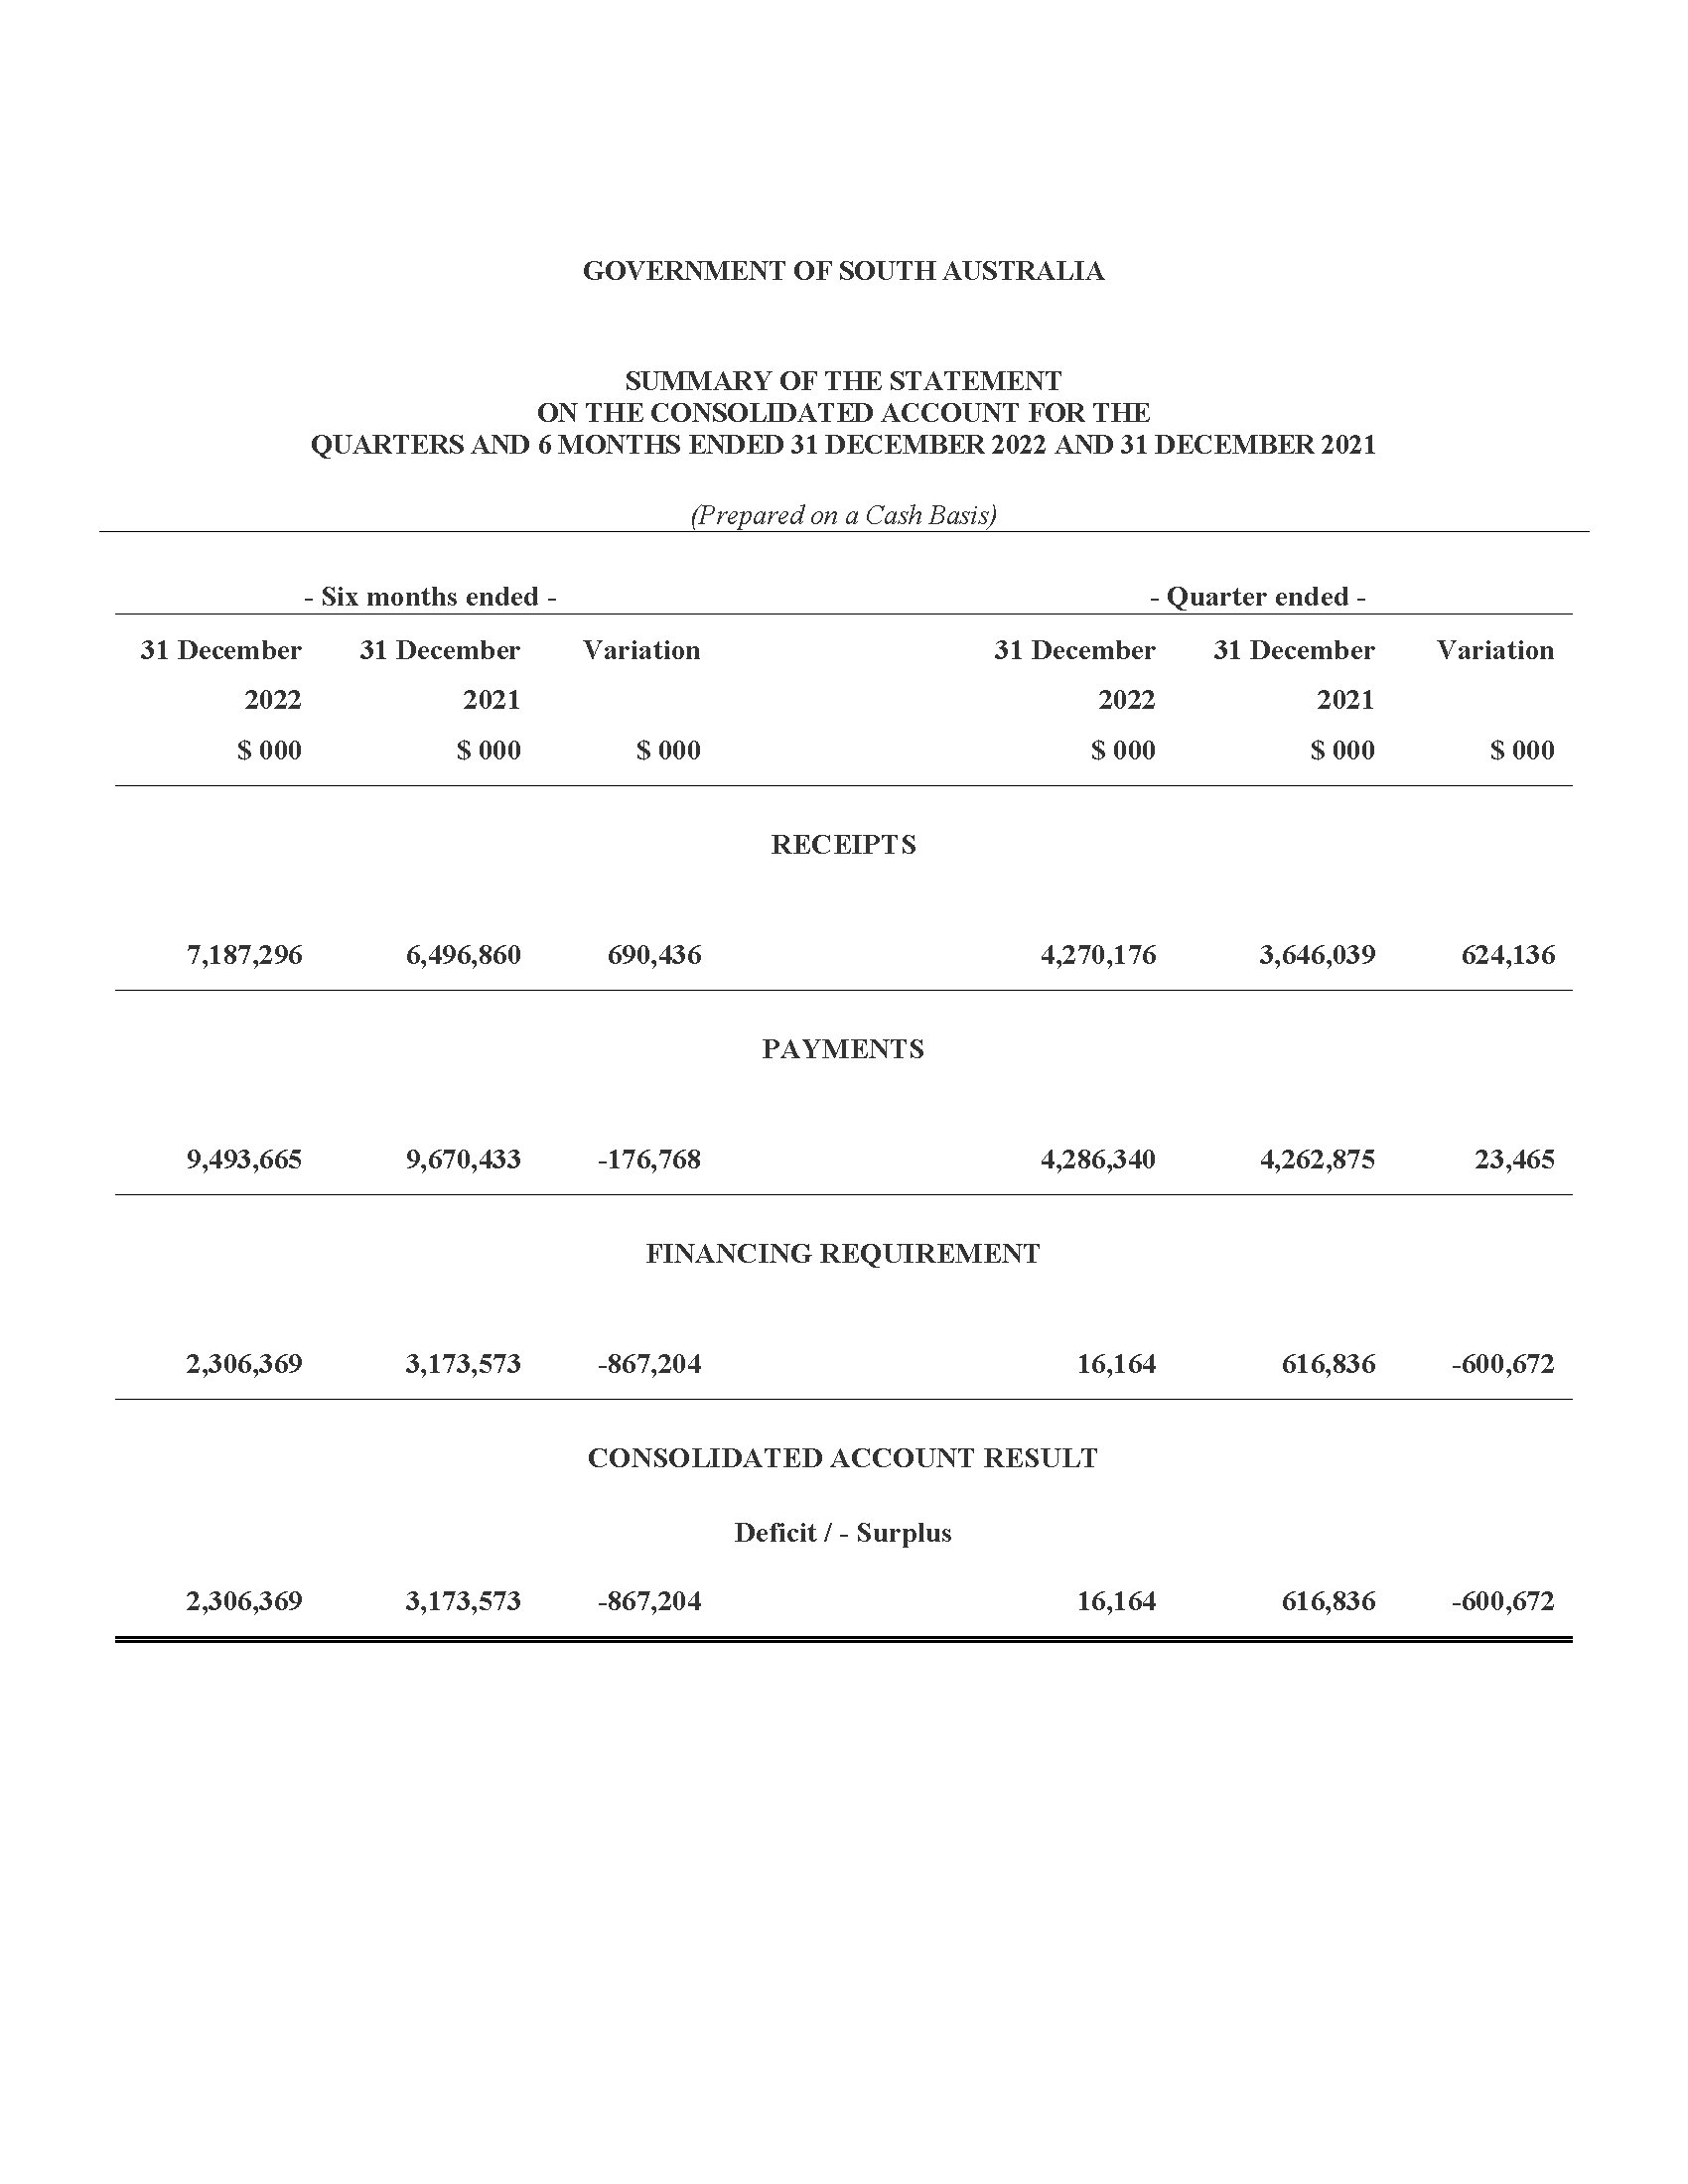 GOVERNMENT OF SOUTH AUSTRALIA
SUMMARY OF THE STATEMENT
ON THE CONSOLIDATED ACCOUNT FOR THE
QUARTERS AND 6 MONTHS ENDED 31 DECEMBER 2022 AND 31 DECEMBER 2021
(Prepared on a Cash Basis)
- Six months ended - - Quarter ended -
31 December 31 December Variation 31 December 31 December Variation
2022 2021 2022 2021
$ 000 $ 000 $ 000 $ 000 $ 000 $ 000
RECEIPTS
7,187,296 6,496,860 690,436 4,270,176 3,646,039 624,136
PAYMENTS
9,493,665 9,670,433 -176,768 4,286,340 4,262,875 23,465
FINANCING REQUIREMENT
2,306,369 3,173,573 -867,204 16,164 616,836 -600,672
CONSOLIDATED ACCOUNT RESULT
Deficit / - Surplus
2,306,369 3,173,573 -867,204 16,164 616,836 -600,672